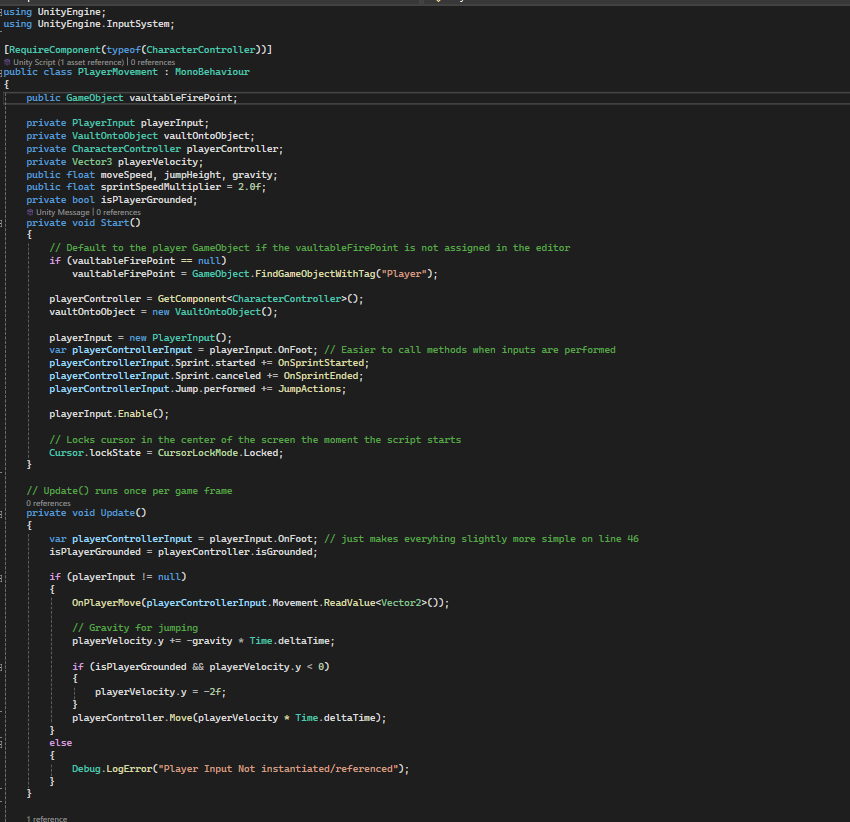 using UnityEngine;
using UnityEngine.InputSystem;
[RequireComponent(typeof(CharacterController))]
Unity Script (1 asset reference) | 0 references
public class PlayerMovement : MonoBehaviour
{
public GameObject vaultableFirePoint;
private PlayerInput playerInput;
private VaultOntoObject vaultOntoObject;
private CharacterController playerController;
private Vector3 playerVelocity;
public float moveSpeed, jumpHeight, gravity;
public float sprintSpeedMultiplier = 2.0f;
private bool isPlayerGrounded;
Unity Message | 0 references
private void Start()
{
// Default to the player GameObject if the vaultableFirePoint is not assigned in the editor
if (vaultableFirePoint == null)
vaultableFirePoint = GameObject.FindGameObjectWithTag("Player");
playerController = GetComponent<CharacterController>();
vaultOntoObject = new VaultOntoObject();
playerInput = new PlayerInput();
var playerControllerInput = playerInput.OnFoot; // Easier to call methods when inputs are performed
playerControllerInput.Sprint.started += OnSprintStarted;
playerControllerInput.Sprint.canceled += OnSprintEnded;
playerControllerInput.Jump.performed += JumpActions;
playerInput.Enable();
// Locks cursor in the center of the screen the moment the script starts
Cursor.lockState = CursorLockMode.Locked;
}
// Update() runs once per game frame
0 references
private void Update()
{
var playerControllerInput = playerInput.OnFoot; // just makes everyhing slightly more simple on line 46
isPlayerGrounded = playerController.isGrounded;
if (playerInput != null)
{
OnPlayerMove(playerControllerInput.Movement.ReadValue<Vector2>());
// Gravity for jumping
playerVelocity.y += -gravity * Time.deltaTime;
if (isPlayerGrounded && playerVelocity.y < 0)
{
playerVelocity.y = -2f;
}
playerController.Move(playerVelocity * Time.deltaTime);
}
else
{
Debug.LogError("Player Input Not instantiated/referenced");
}
}
1 reference